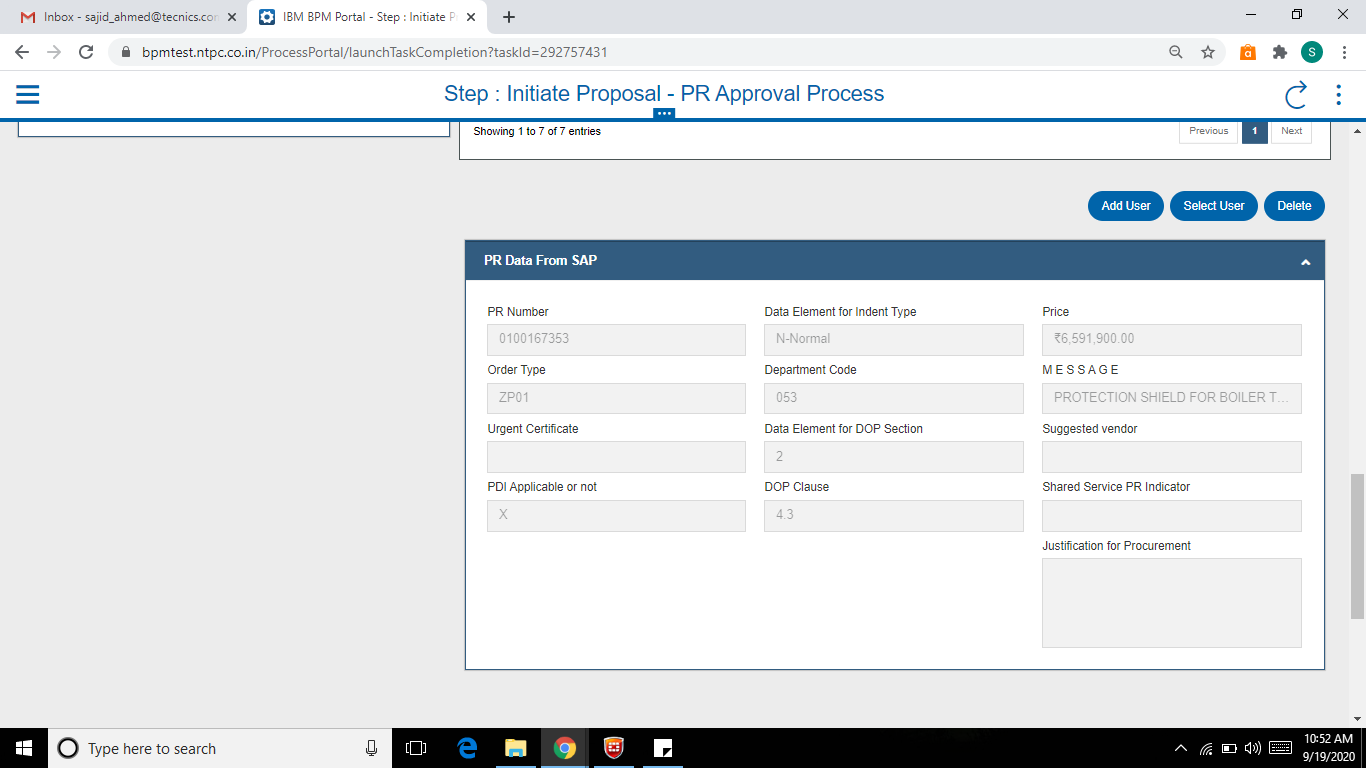 Inbox - sajid_ahmed@tecnics.con
IBM BPM Portal - Step : Initiate P
bpmtest.ntpc.co.in/ProcessPortal/launchTaskCompletion?taskId=292757431
S
Step : Initiate Proposal - PR Approval Process
Showing 1 to 7 of 7 entries
Previous 1 Next
Add User Select User Delete
PR Data From SAP
PR Number Data Element for Indent Type Price
0100167353 N-Normal ₹6,591,900.00
Order Type Department Code M E S S A G E
ZP01 053 PROTECTION SHIELD FOR BOILER T...
Urgent Certificate Data Element for DOP Section Suggested vendor
2
PDI Applicable or not DOP Clause Shared Service PR Indicator
X 4.3
Justification for Procurement
Type here to search
10:52 AM
9/19/2020